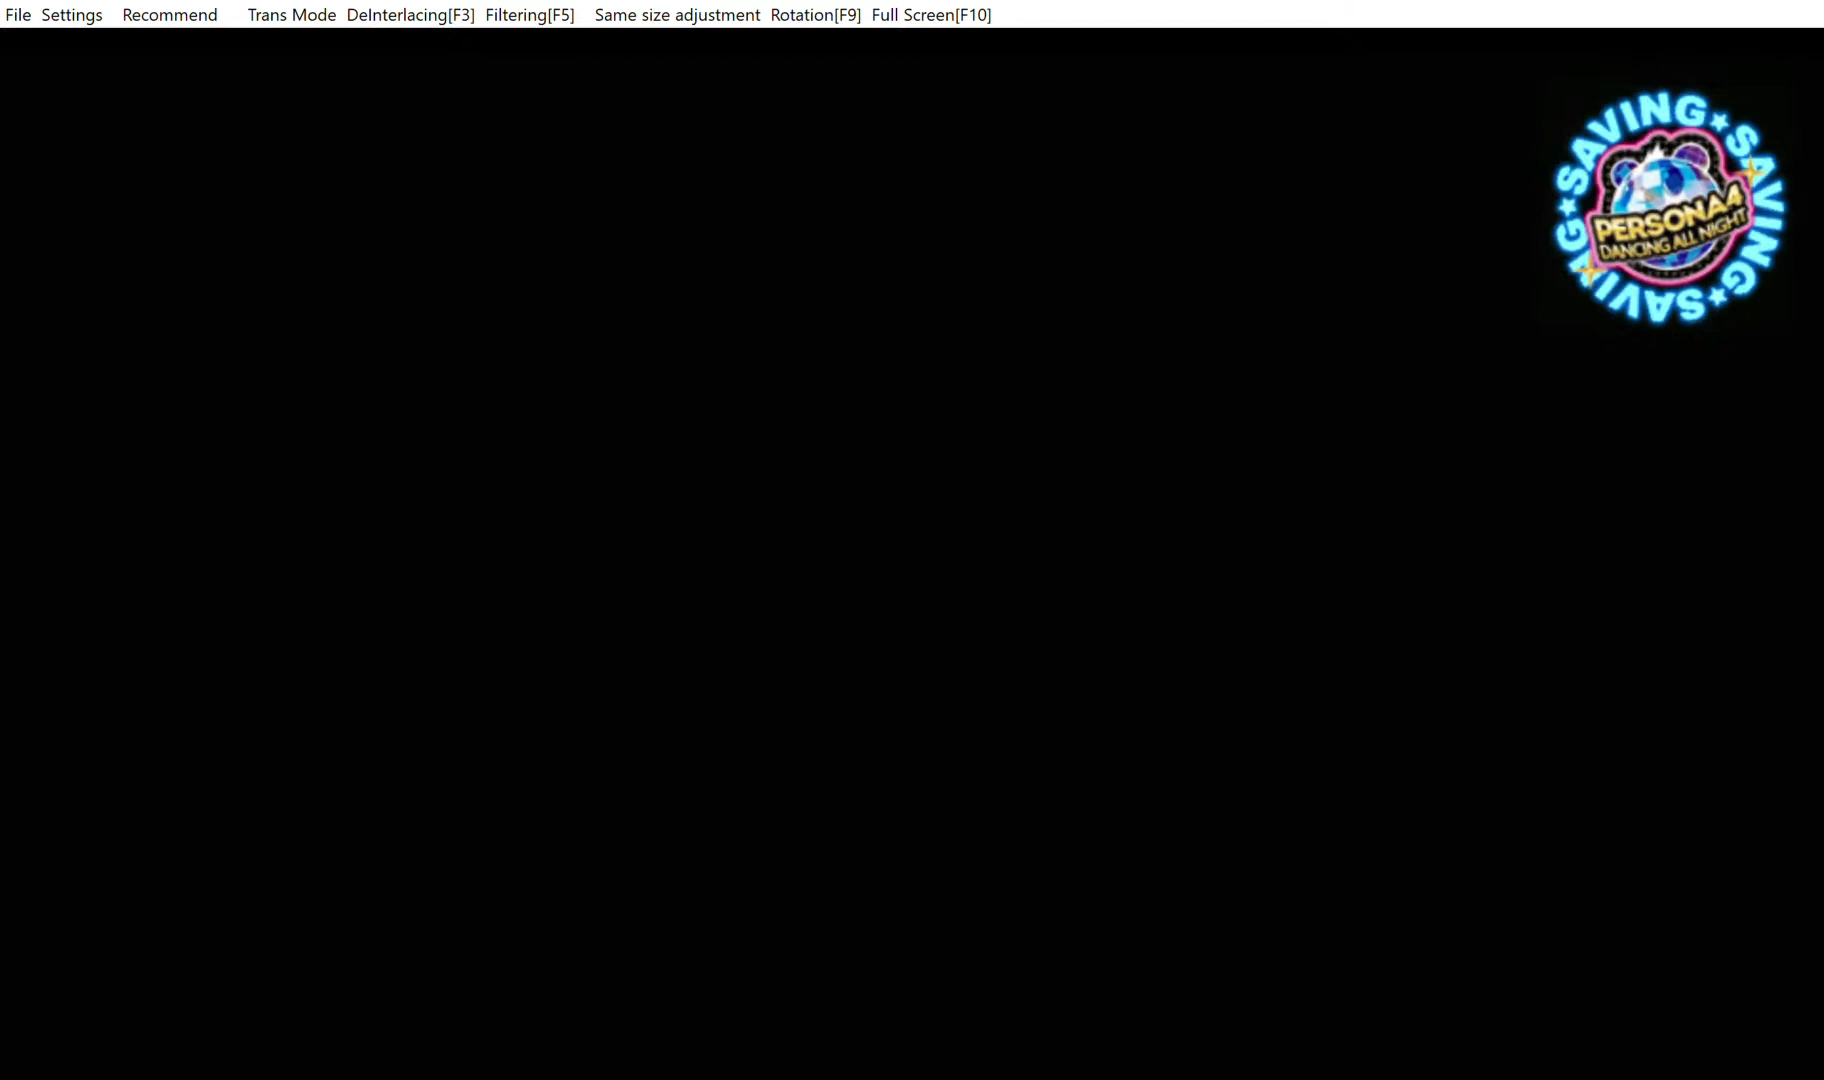 File Settings Recommend Trans Mode DeInterlacing[F3] Filtering[F5] Same size adjustment Rotation[F9] Full Screen[F10]
SAVING★SAVING★SAVING★
PERSONA4
DANCING ALL NIGHT